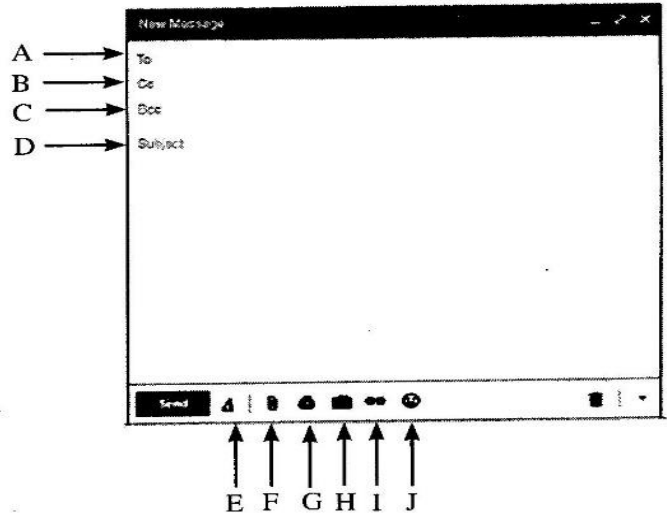 New Message
A To
B Cc
C Bcc
D Subject
Send
E F G H I J